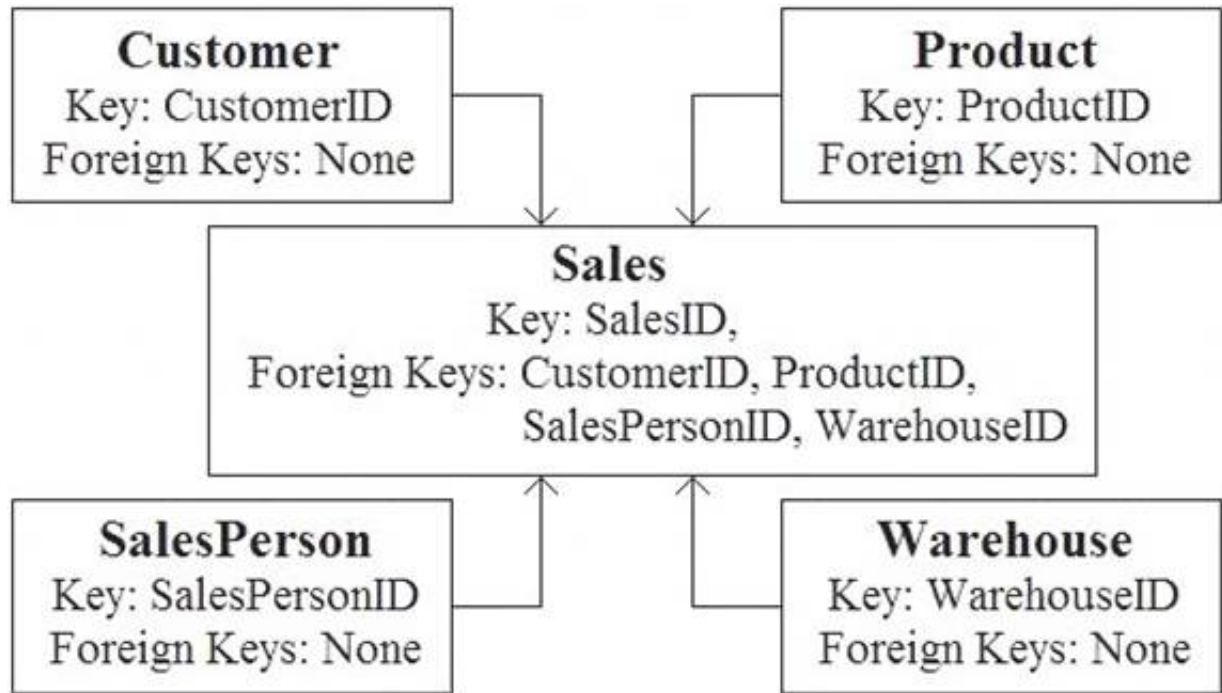 Customer
Key: CustomerID
Foreign Keys: None
Product
Key: ProductID
Foreign Keys: None
Sales
Key: SalesID,
Foreign Keys: CustomerID, ProductID,
SalesPersonID, WarehouseID
SalesPerson
Key: SalesPersonID
Foreign Keys: None
Warehouse
Key: WarehouseID
Foreign Keys: None